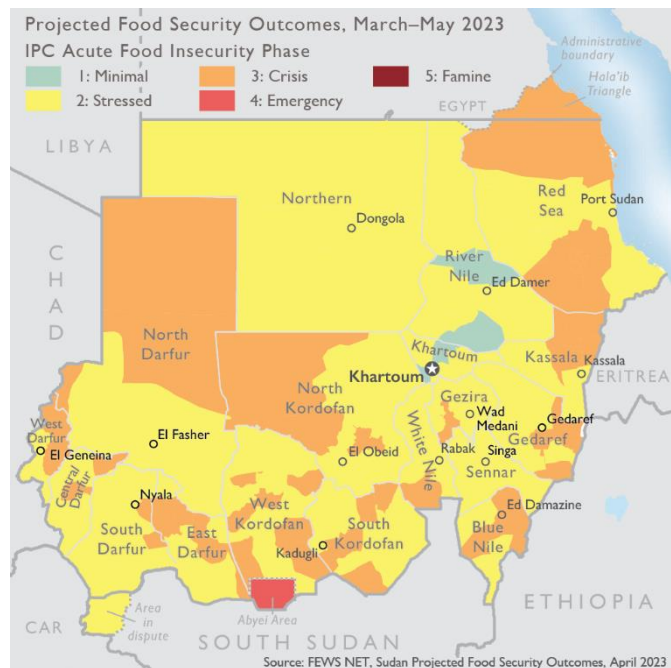 Projected Food Security Outcomes, March–May 2023
IPC Acute Food Insecurity Phase
1: Minimal
3: Crisis
5: Famine
2: Stressed
4: Emergency
Administrative
boundary
Hala'ib
Triangle
EGYPT
LIBYA
Northern
Dongola
Red
Sea
Port Sudan
CHAD
River
Nile
Ed Damer
North
Darfur
Khartoum
Khartoum
Kassala
Kassala
ERITREA
North
Kordofan
Gezira
Wad
Medani
Gedaref
Gedaref
West
Darfur
El Geneina
El Fasher
El Obeid
White Nile
Rabak
Singa
Sennar
Central
Darfur
Nyala
West
Kordofan
South
Kordofan
Ed Damazine
Blue
Nile
South
Darfur
East
Darfur
Kadugli
Abyei Area
Area in
dispute
CAR
SOUTH SUDAN
ETHIOPIA
Source: FEWS NET, Sudan Projected Food Security Outcomes, April 2023